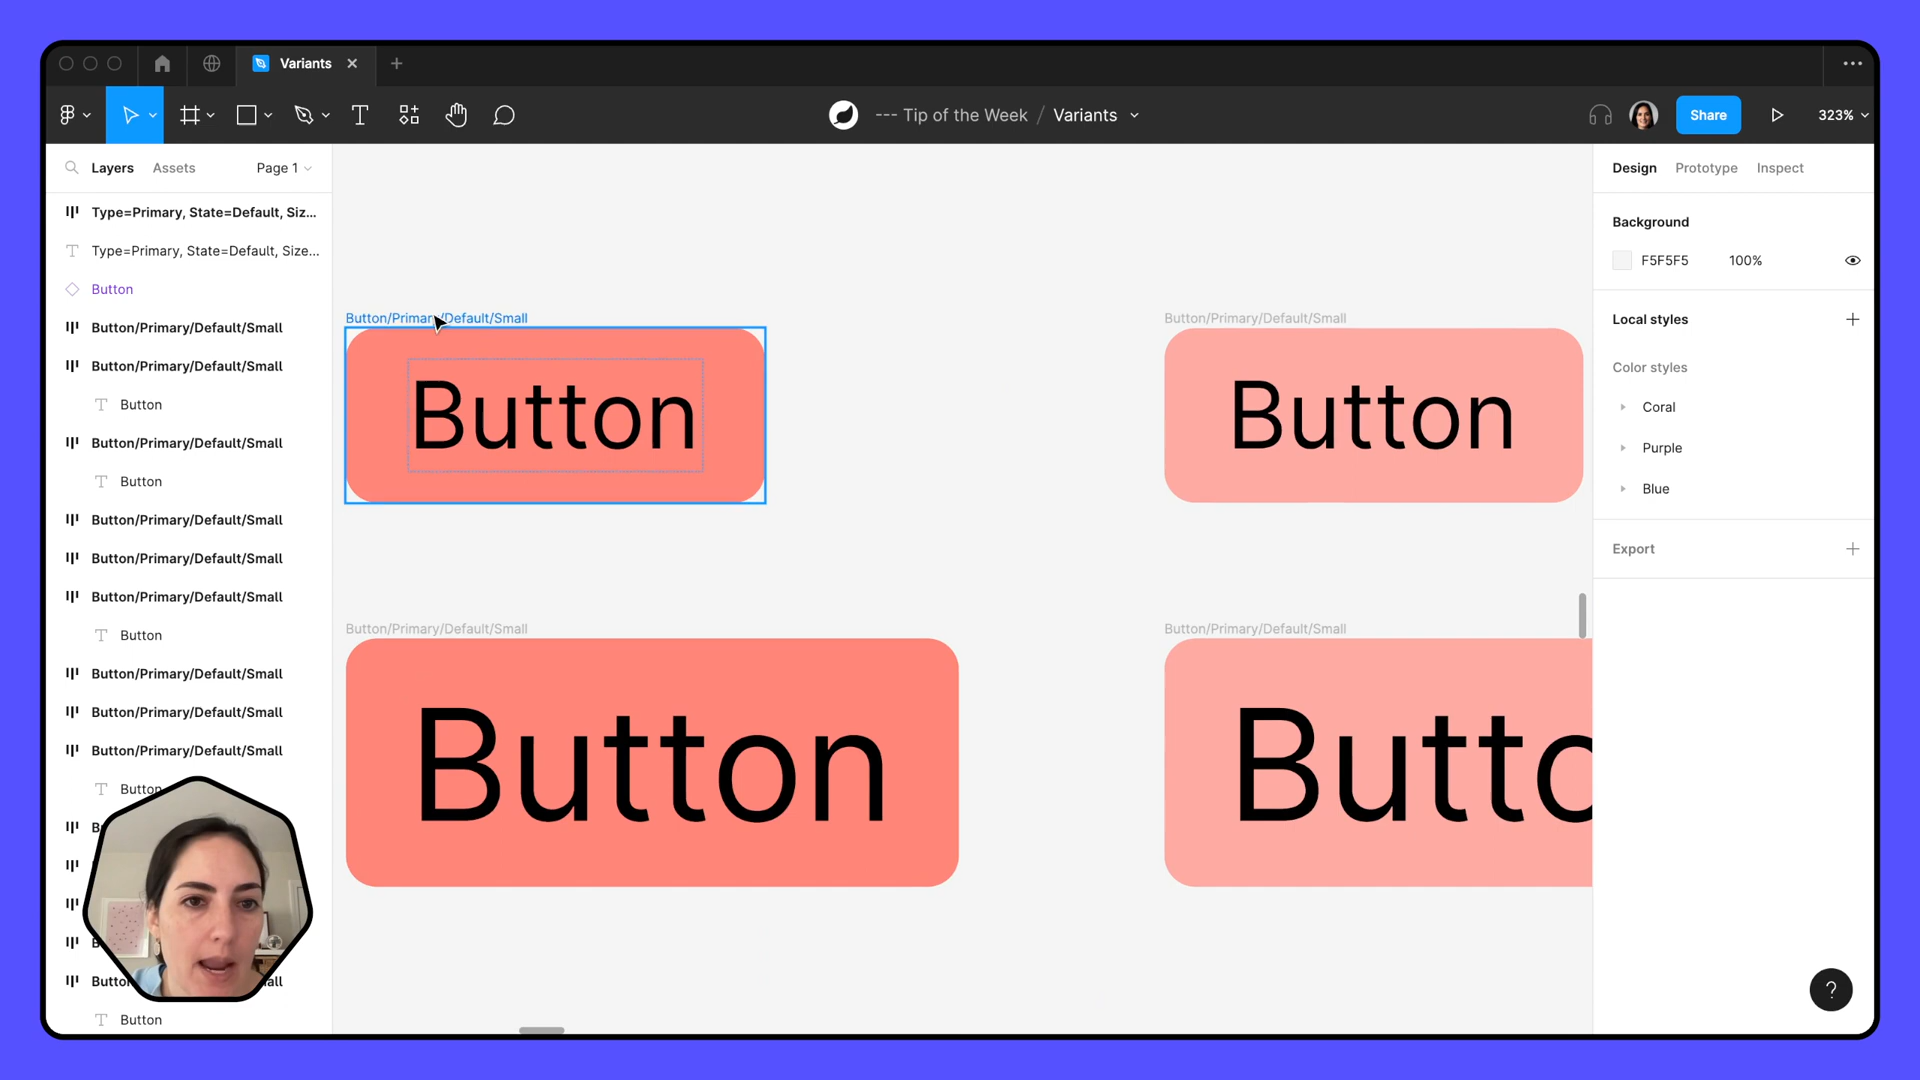 Variants
--- Tip of the Week / Variants
Share
323%
Layers
Assets
Page 1
Type=Primary, State=Default, Siz...
Type=Primary, State=Default, Size...
Button
Button/Primary/Default/Small
Button/Primary/Default/Small
Button
Button/Primary/Default/Small
Button
Button/Primary/Default/Small
Button/Primary/Default/Small
Button/Primary/Default/Small
Button
Button/Primary/Default/Small
Button/Primary/Default/Small
Button/Primary/Default/Small
Button
Button
Button/Primary/Default/Small
Button
Button/Primary/Default/Small
Button
Button/Primary/Default/Small
Button
Button/Primary/Default/Small
Butto
Design
Prototype
Inspect
Background
F5F5F5
100%
Local styles
Color styles
Coral
Purple
Blue
Export
?